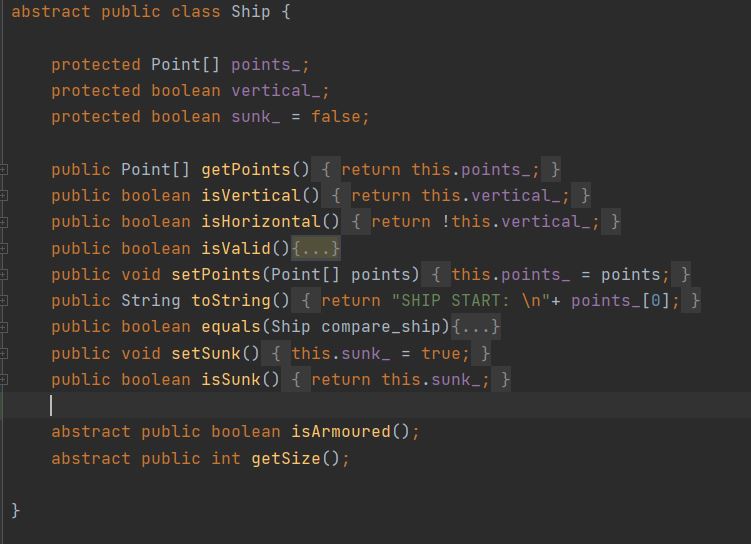 abstract public class Ship {
protected Point[] points_;
protected boolean vertical_;
protected boolean sunk_ = false;
public Point[] getPoints() { return this.points_; }
public boolean isVertical() { return this.vertical_; }
public boolean isHorizontal() { return !this.vertical_; }
public boolean isValid(){...}
public void setPoints(Point[] points) { this.points_ = points; }
public String toString() { return "SHIP START: \n"+ points_[0]; }
public boolean equals(Ship compare_ship){...}
public void setSunk() { this.sunk_ = true; }
public boolean isSunk() { return this.sunk_; }
abstract public boolean isArmoured();
abstract public int getSize();
}